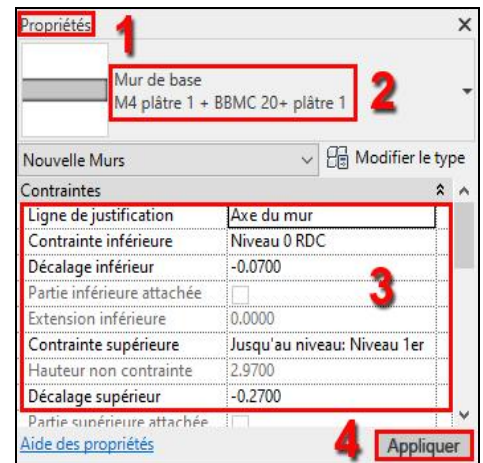 Propriétés
1
Mur de base
M4 plâtre 1 + BBMC 20+ plâtre 1
2
Nouvelle Murs
Modifier le type
Contraintes
Ligne de justification Axe du mur
Contrainte inférieure Niveau 0 RDC
Décalage inférieur -0.0700
3
Partie inférieure attachée
Extension inférieure 0.0000
Contrainte supérieure Jusqu'au niveau: Niveau 1er
Hauteur non contrainte 2.9700
Décalage supérieur -0.2700
Partie supérieure attachée
Aide des propriétés
4
Appliquer